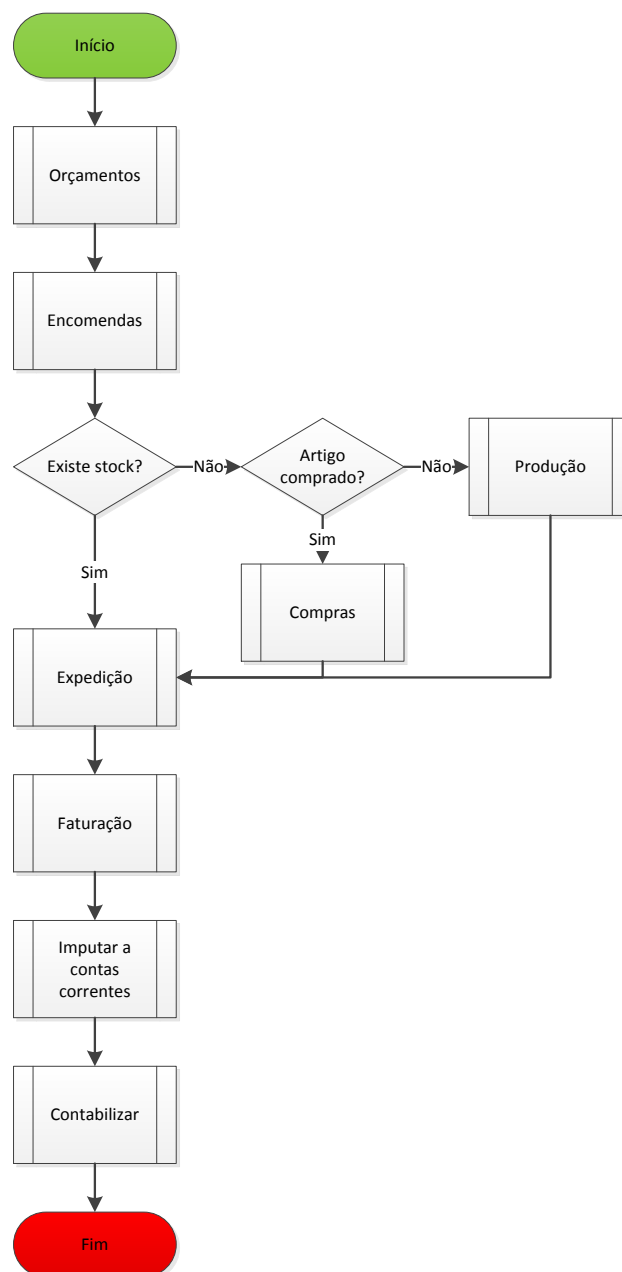 Início
Orçamentos
Encomendas
Existe stock?
Não
Artigo
comprado?
Não
Produção
Sim
Compras
Sim
Expedição
Faturação
Imputar a
contas
correntes
Contabilizar
Fim